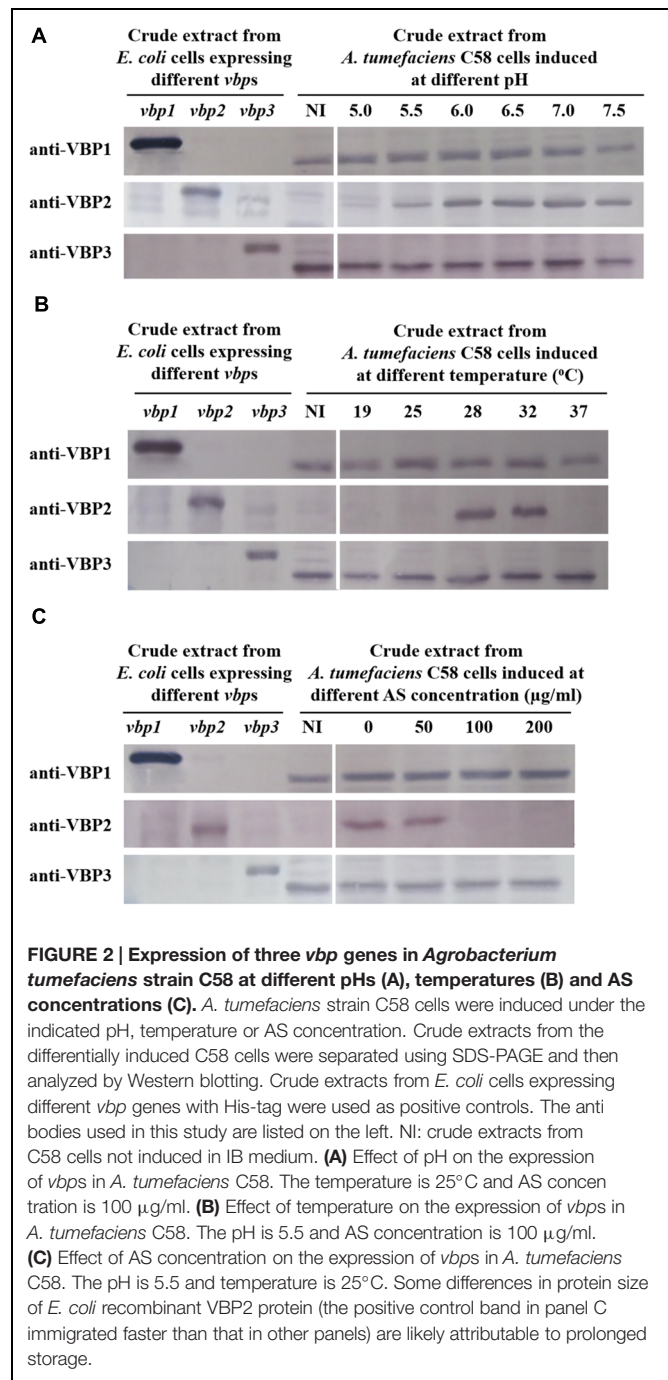 A
Crude extract from
E. coli cells expressing
different vbps
Crude extract from
A. tumefaciens C58 cells induced
at different pH
vbp1 vbp2 vbp3 NI 5.0 5.5 6.0 6.5 7.0 7.5
anti-VBP1
anti-VBP2
anti-VBP3
B
Crude extract from
E. coli cells expressing
different vbps
Crude extract from
A. tumefaciens C58 cells induced
at different temperature (⁰C)
vbp1 vbp2 vbp3 NI 19 25 28 32 37
anti-VBP1
anti-VBP2
anti-VBP3
C
Crude extract from
E. coli cells expressing
different vbps
Crude extract from
A. tumefaciens C58 cells induced at
different AS concentration (µg/ml)
vbp1 vbp2 vbp3 NI 0 50 100 200
anti-VBP1
anti-VBP2
anti-VBP3
FIGURE 2 | Expression of three vbp genes in Agrobacterium
tumefaciens strain C58 at different pHs (A), temperatures (B) and AS
concentrations (C). A. tumefaciens strain C58 cells were induced under the
indicated pH, temperature or AS concentration. Crude extracts from the
differentially induced C58 cells were separated using SDS-PAGE and then
analyzed by Western blotting. Crude extracts from E. coli cells expressing
different vbp genes with His-tag were used as positive controls. The anti
bodies used in this study are listed on the left. NI: crude extracts from
C58 cells not induced in IB medium. (A) Effect of pH on the expression
of vbps in A. tumefaciens C58. The temperature is 25°C and AS concen
tration is 100 µg/ml. (B) Effect of temperature on the expression of vbps in
A. tumefaciens C58. The pH is 5.5 and AS concentration is 100 µg/ml.
(C) Effect of AS concentration on the expression of vbps in A. tumefaciens
C58. The pH is 5.5 and temperature is 25°C. Some differences in protein size
of E. coli recombinant VBP2 protein (the positive control band in panel C
immigrated faster than that in other panels) are likely attributable to prolonged
storage.